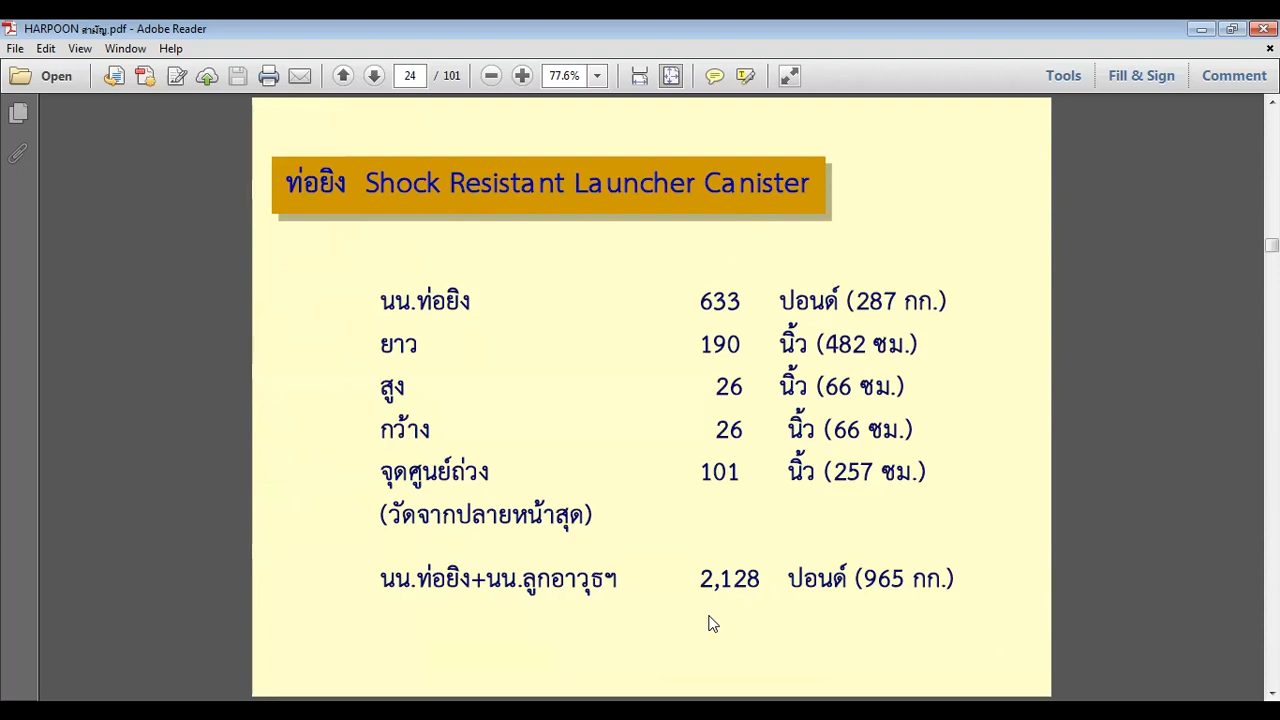 HARPOON สามัญ.pdf - Adobe Reader
File Edit View Window Help
Open 24 / 101 77.6% Tools Fill & Sign Comment
ท่อยิง Shock Resistant Launcher Canister
นน.ท่อยิง 633 ปอนด์ (287 กก.)
ยาว 190 นิ้ว (482 ซม.)
สูง 26 นิ้ว (66 ซม.)
กว้าง 26 นิ้ว (66 ซม.)
จุดศูนย์ถ่วง 101 นิ้ว (257 ซม.)
(วัดจากปลายหน้าสุด)
นน.ท่อยิง+นน.ลูกอาวุธฯ 2,128 ปอนด์ (965 กก.)